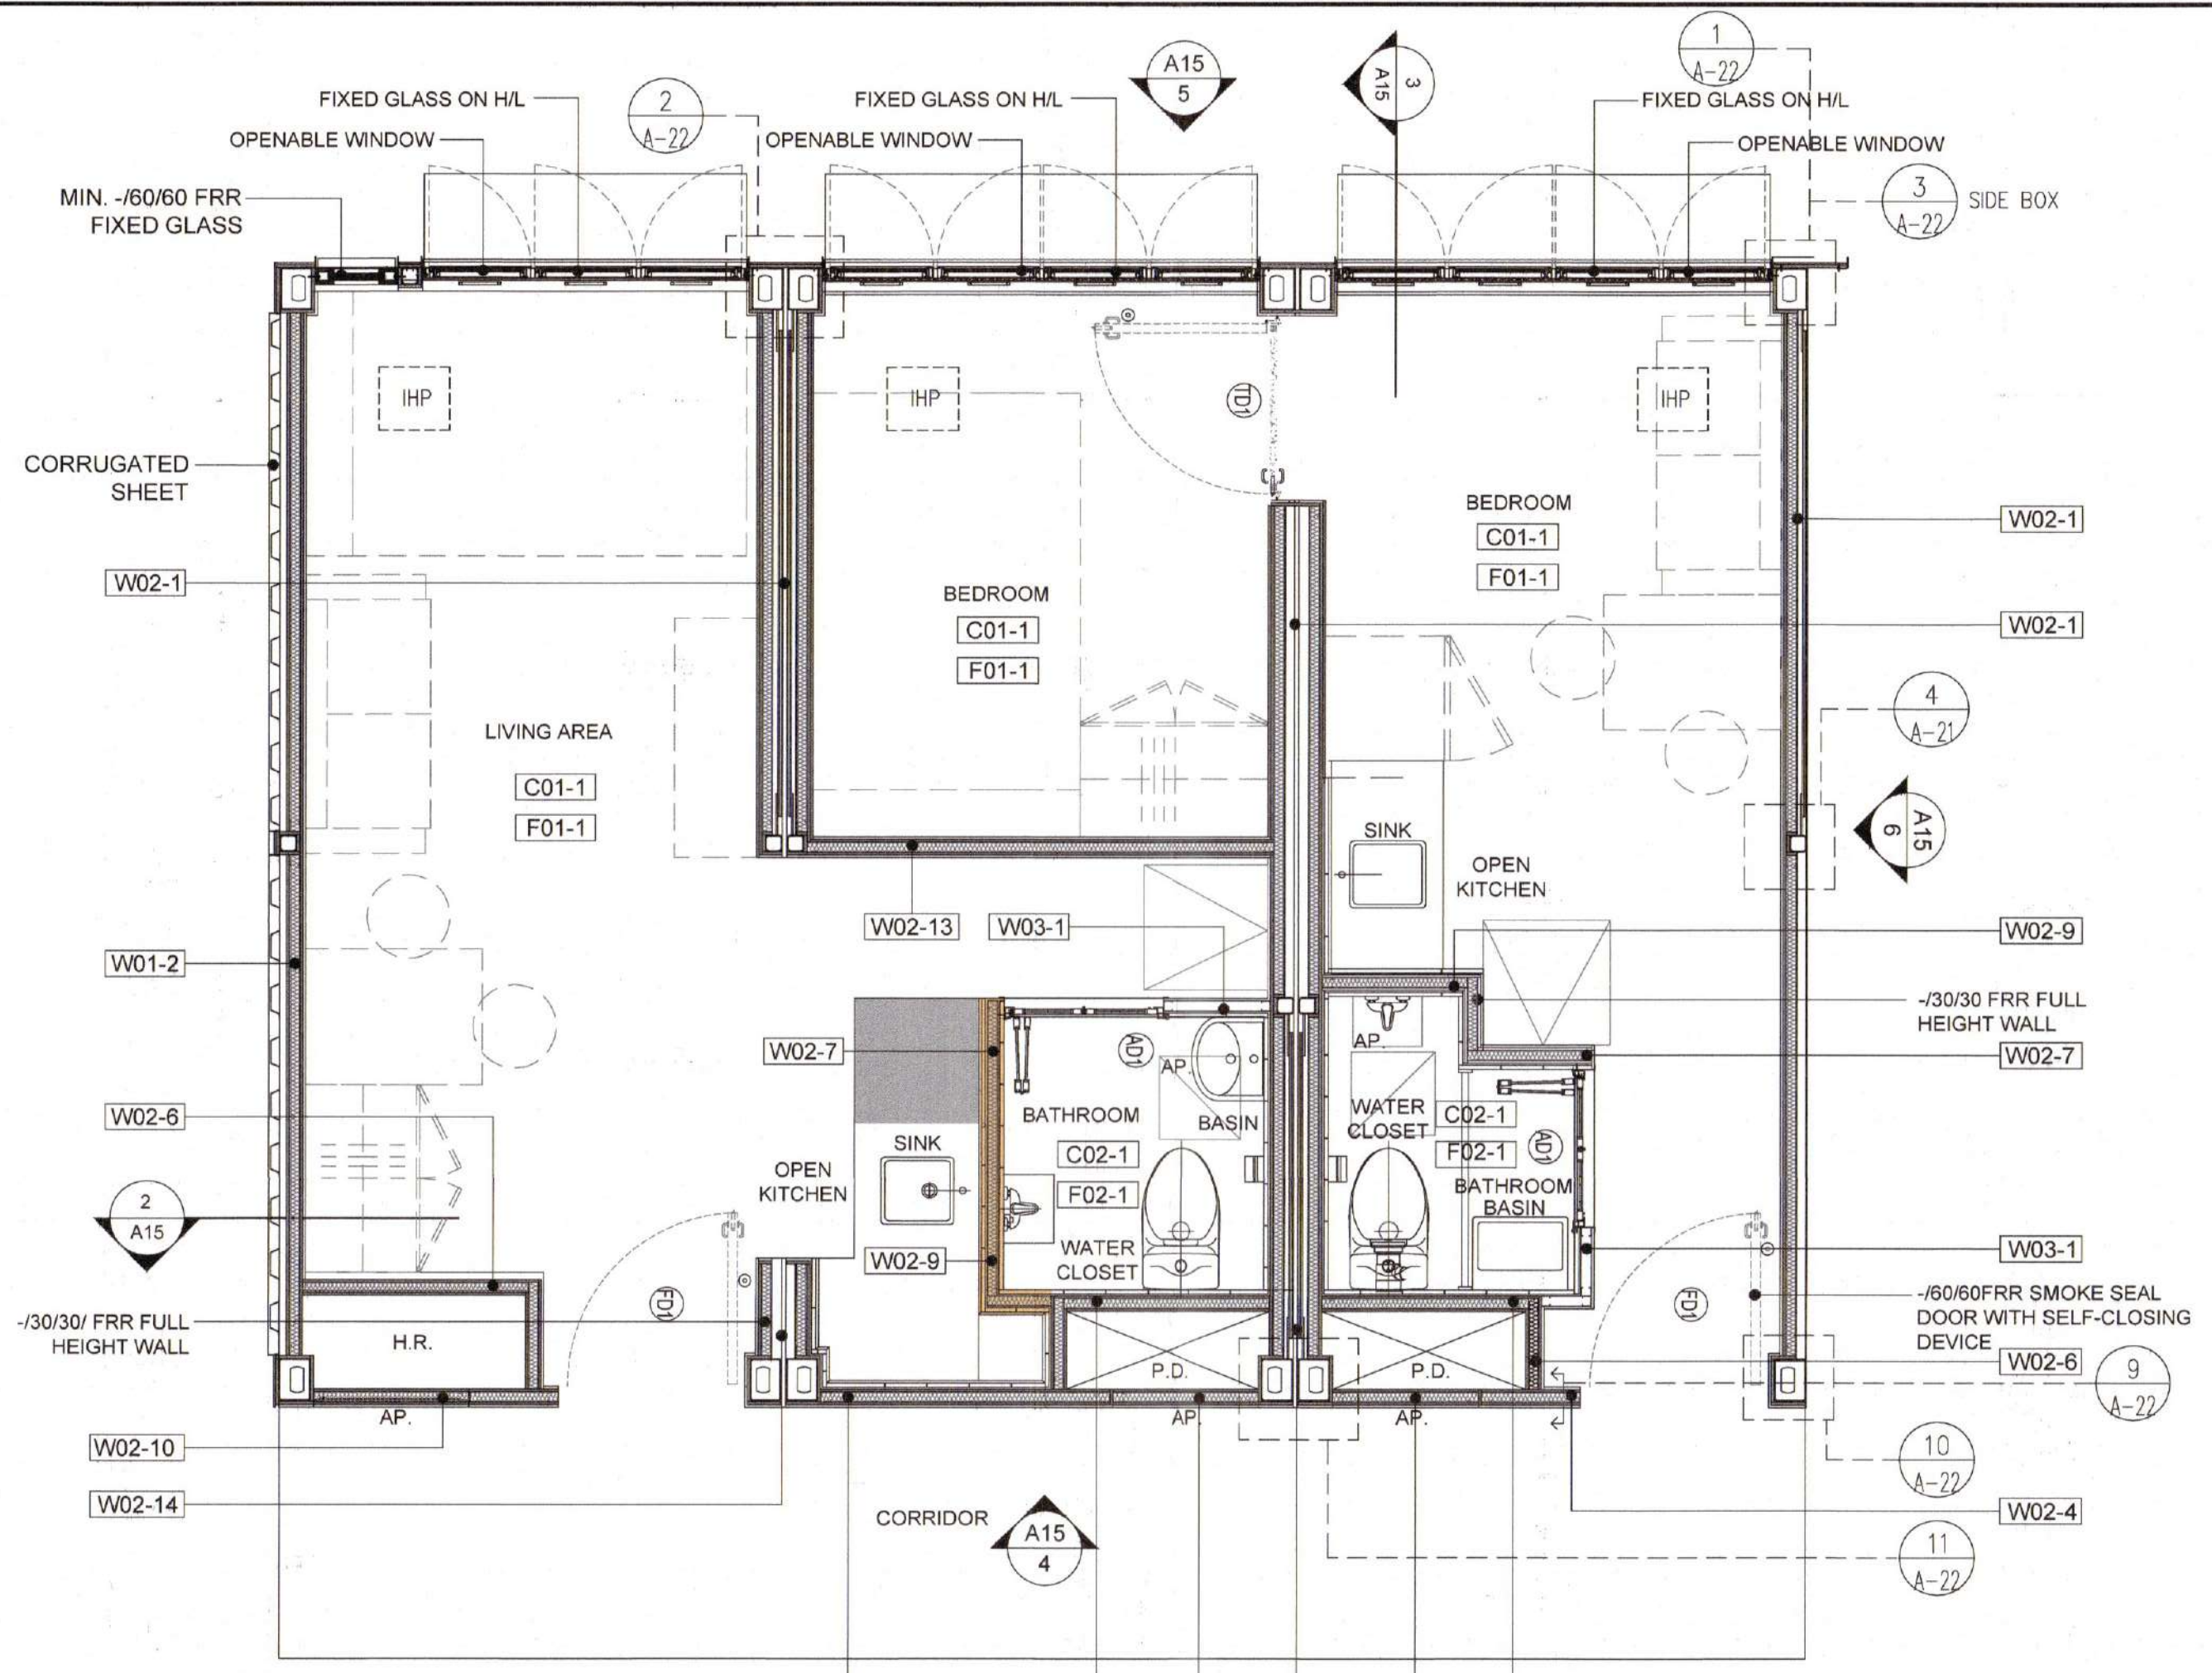 1
A-22
A15
5
3
A15
FIXED GLASS ON H/L
2
A-22
FIXED GLASS ON H/L
FIXED GLASS ON H/L
OPENABLE WINDOW
OPENABLE WINDOW
OPENABLE WINDOW
MIN. -/60/60 FRR
FIXED GLASS
3
A-22
SIDE BOX
IHP
IHP
TD1
IHP
CORRUGATED
SHEET
BEDROOM
C01-1
F01-1
W02-1
W02-1
BEDROOM
C01-1
F01-1
W02-1
4
A-21
LIVING AREA
C01-1
F01-1
A15
6
SINK
OPEN
KITCHEN
W02-13
W03-1
W02-9
W01-2
-/30/30 FRR FULL
HEIGHT WALL
W02-7
AD1
AP.
AP.
W02-7
W02-6
BATHROOM
BASIN
C02-1
F02-1
WATER
CLOSET
C02-1
F02-1
AD1
SINK
OPEN
KITCHEN
BATHROOM
BASIN
2
A15
W02-9
WATER
CLOSET
W03-1
FD1
FD1
-/60/60FRR SMOKE SEAL
DOOR WITH SELF-CLOSING
DEVICE
-/30/30/ FRR FULL
HEIGHT WALL
H.R.
P.D.
P.D.
W02-6
9
A-22
AP.
AP.
AP.
W02-10
10
A-22
W02-14
CORRIDOR
A15
4
W02-4
11
A-22